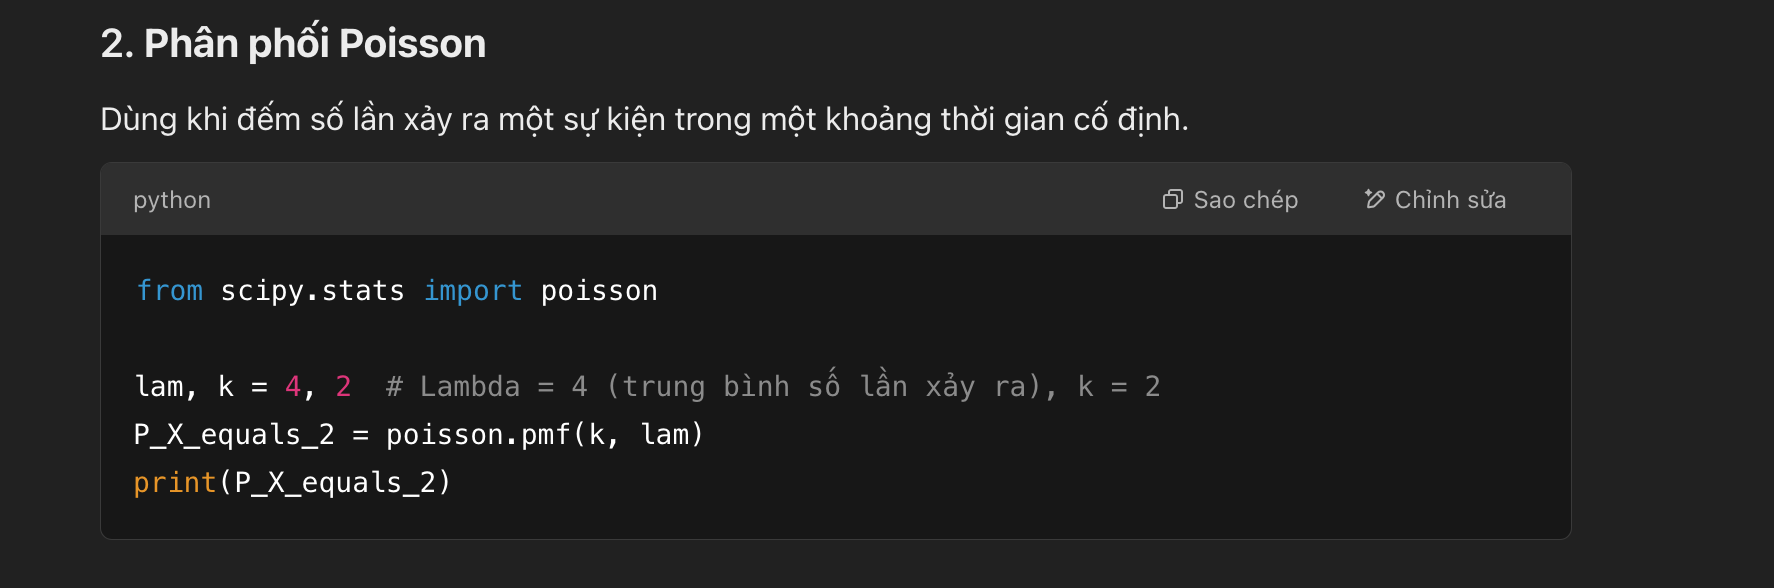 2. Phân phối Poisson
Dùng khi đếm số lần xảy ra một sự kiện trong một khoảng thời gian cố định.
python
Sao chép
Chỉnh sửa
from scipy.stats import poisson
lam, k = 4, 2  # Lambda = 4 (trung bình số lần xảy ra), k = 2
P_X_equals_2 = poisson.pmf(k, lam)
print(P_X_equals_2)